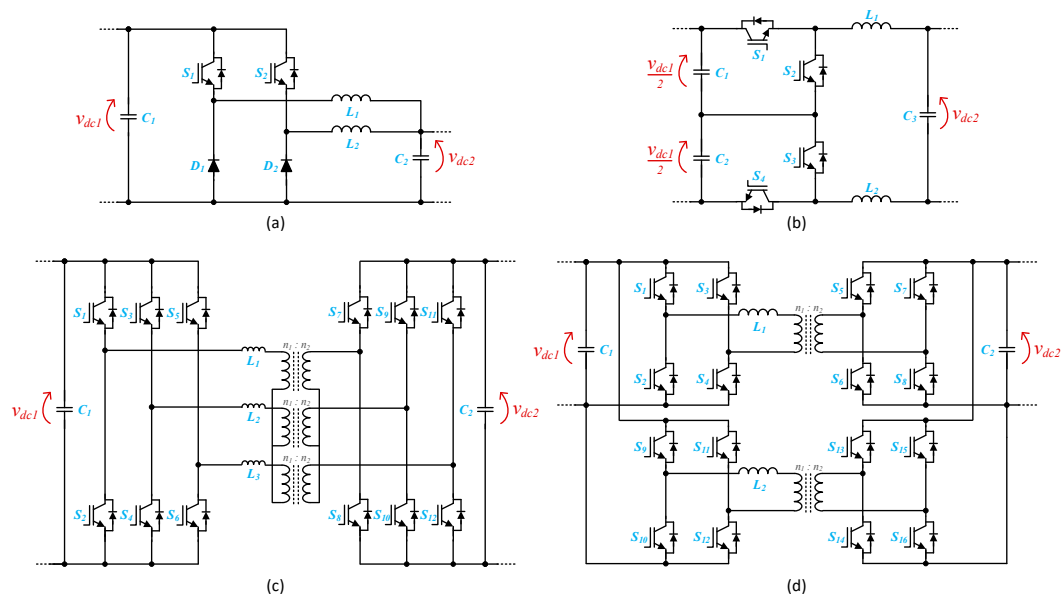 S1
S2
L1
L2
vdc1
C1
C2
vdc2
D1
D2
(a)
L1
S1
vdc1
2
C1
S2
C3
vdc2
vdc1
2
C2
S3
S4
L2
(b)
S1
S3
S5
S7
S9
S11
n1 : n2
L1
vdc1
C1
n1 : n2
L2
C2
vdc2
n1 : n2
L3
S2
S4
S6
S8
S10
S12
(c)
S1
S3
S5
S7
n1 : n2
L1
vdc1
C1
C2
vdc2
S2
S4
S6
S8
S9
S11
S13
S15
n1 : n2
L2
S10
S12
S14
S16
(d)